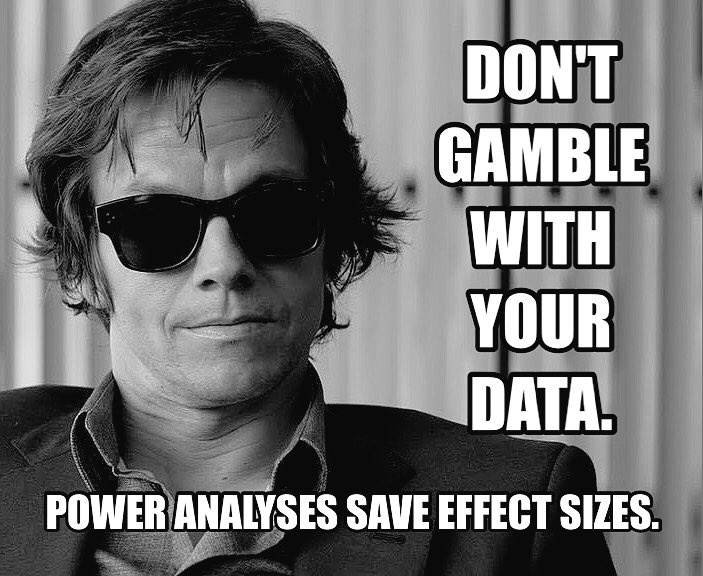 DON'T
GAMBLE
WITH
YOUR
DATA.
POWER ANALYSES SAVE EFFECT SIZES.